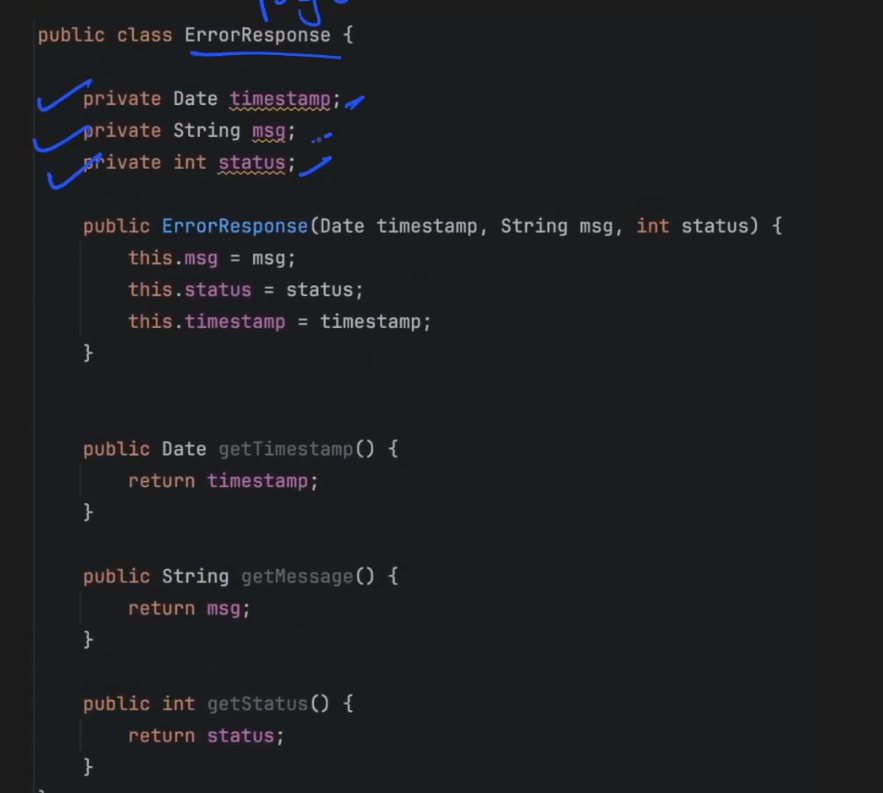 public class ErrorResponse {
private Date timestamp;
private String msg;
private int status;
public ErrorResponse(Date timestamp, String msg, int status) {
this.msg = msg;
this.status = status;
this.timestamp = timestamp;
}
public Date getTimestamp() {
return timestamp;
}
public String getMessage() {
return msg;
}
public int getStatus() {
return status;
}